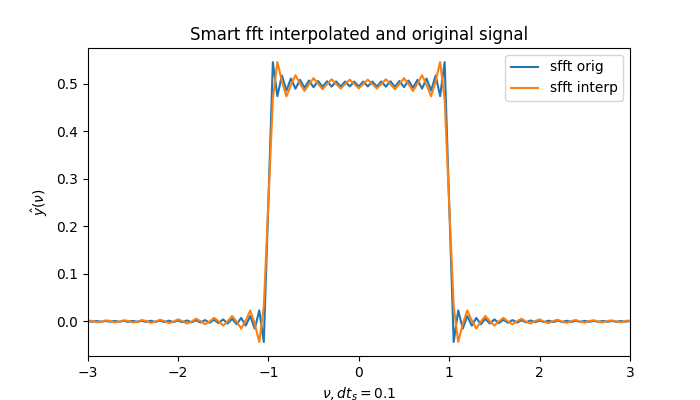 Smart fft interpolated and original signal
sfft orig
sfft interp
0.5
0.4
0.3
0.2
0.1
0.0
ŷ(ν)
−3 −2 −1 0 1 2 3
ν, dtₛ = 0.1